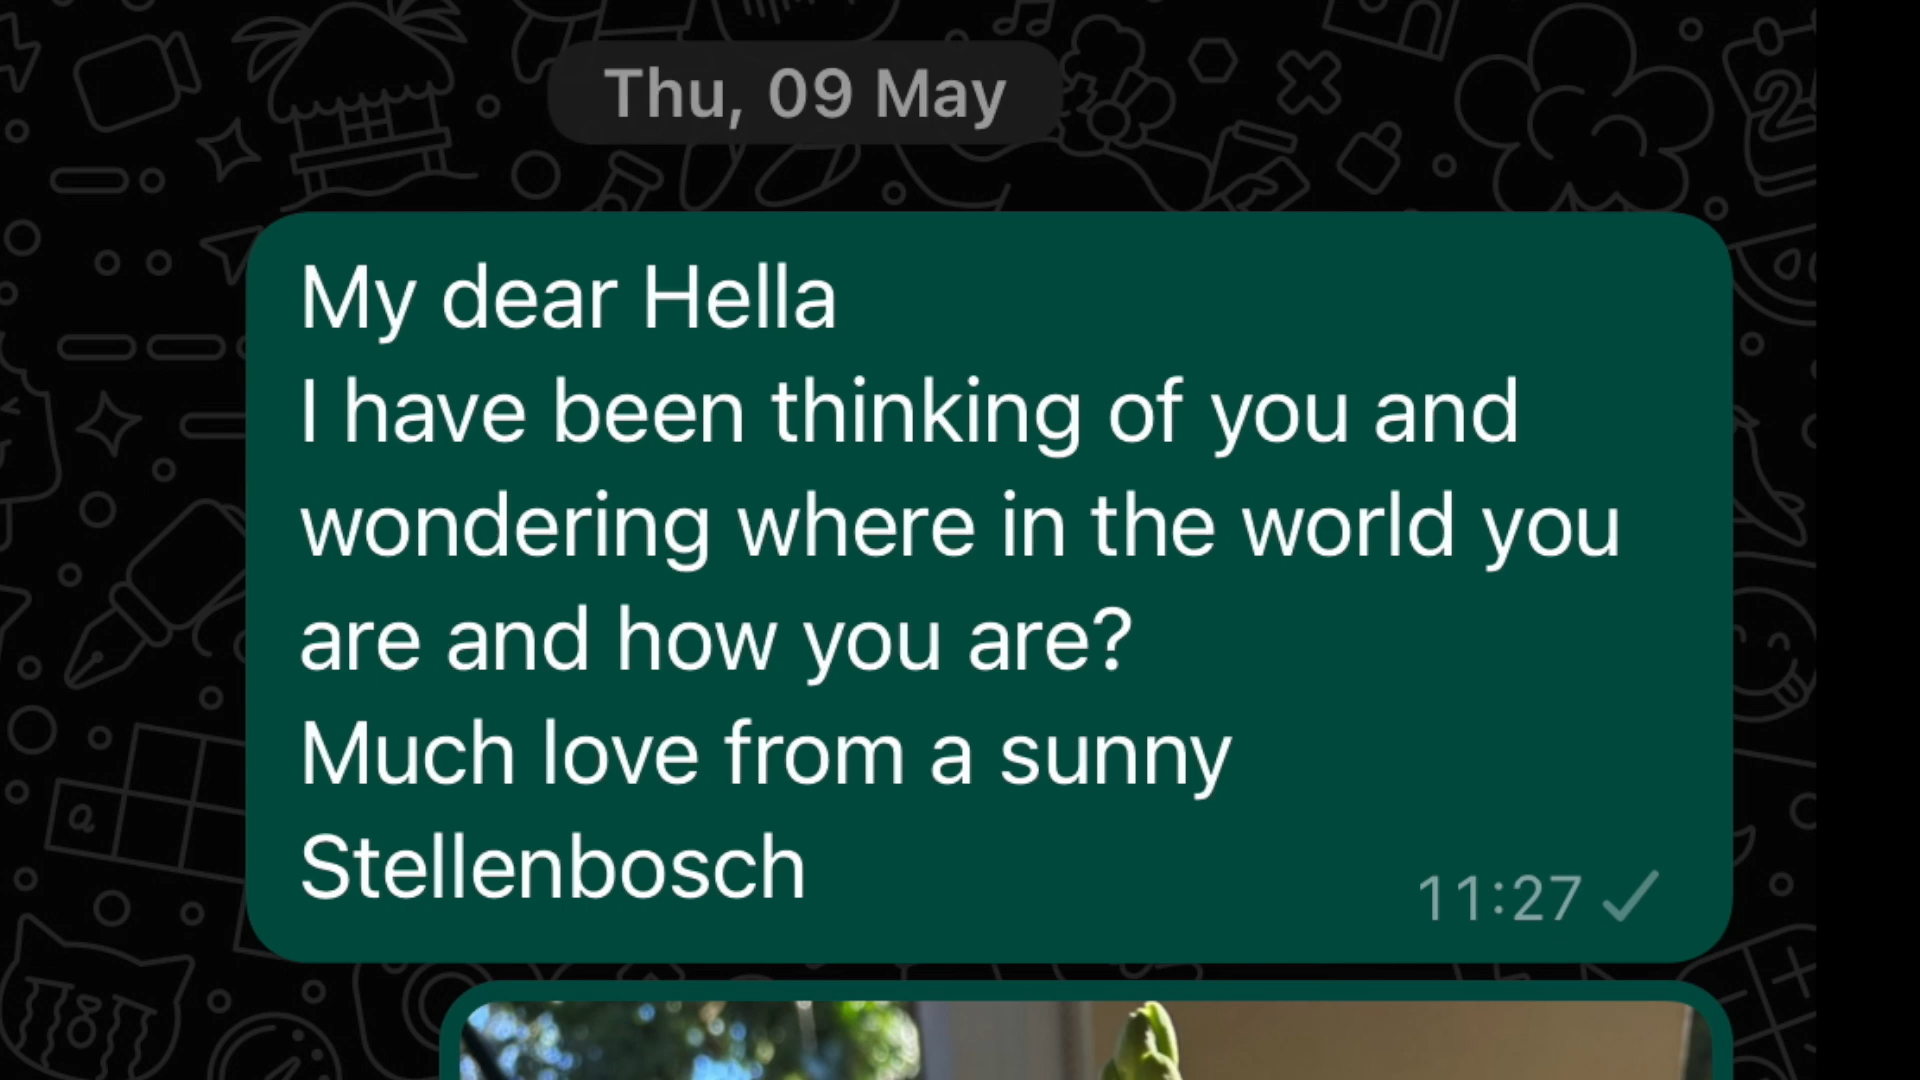 Thu, 09 May
My dear Hella
I have been thinking of you and
wondering where in the world you
are and how you are?
Much love from a sunny
Stellenbosch
11:27